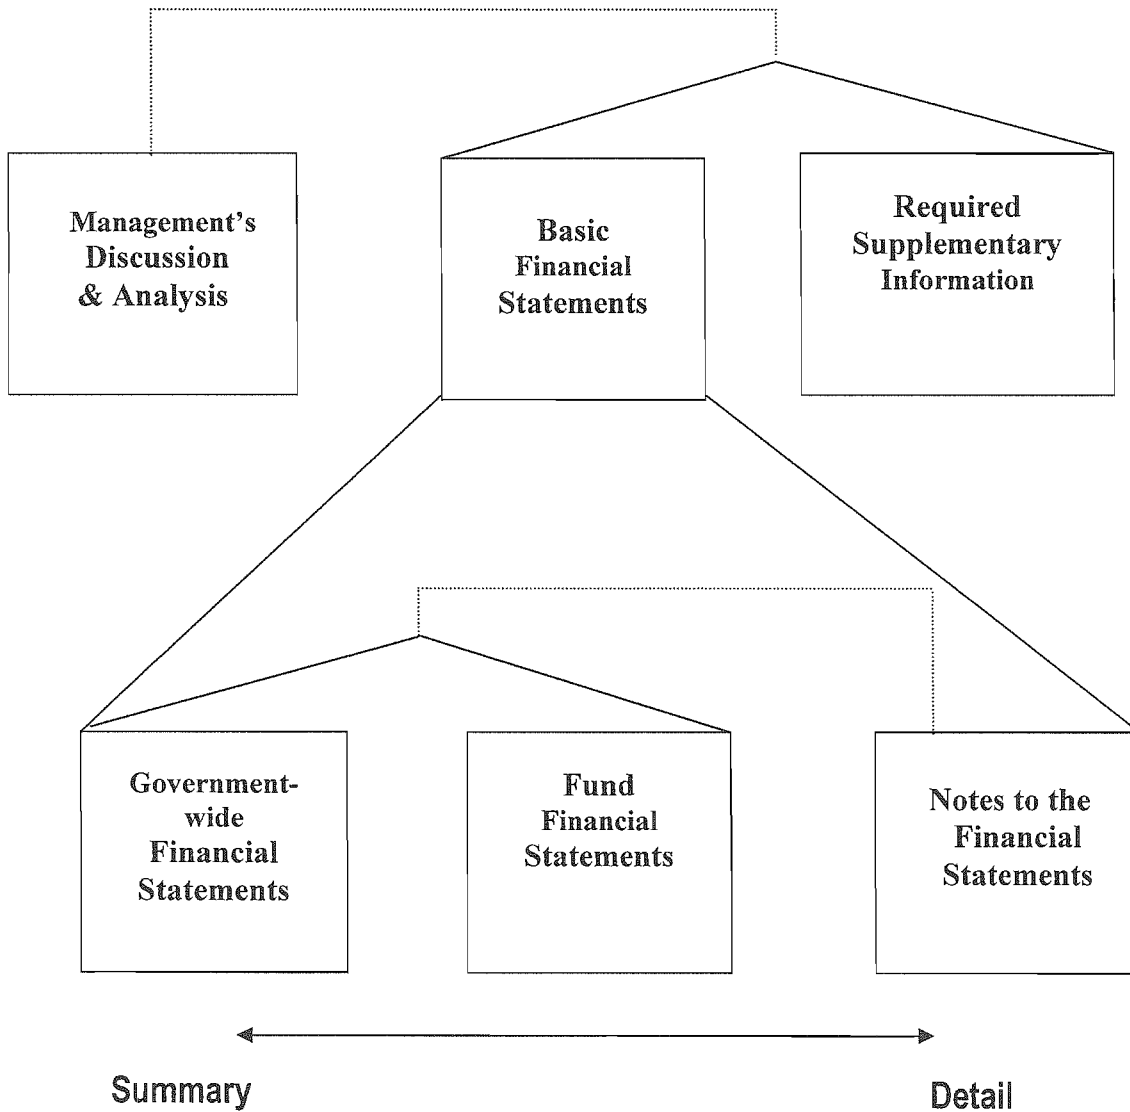 Management's
Discussion
& Analysis
Basic
Financial
Statements
Required
Supplementary
Information
Government-
wide
Financial
Statements
Fund
Financial
Statements
Notes to the
Financial
Statements
Summary
Detail